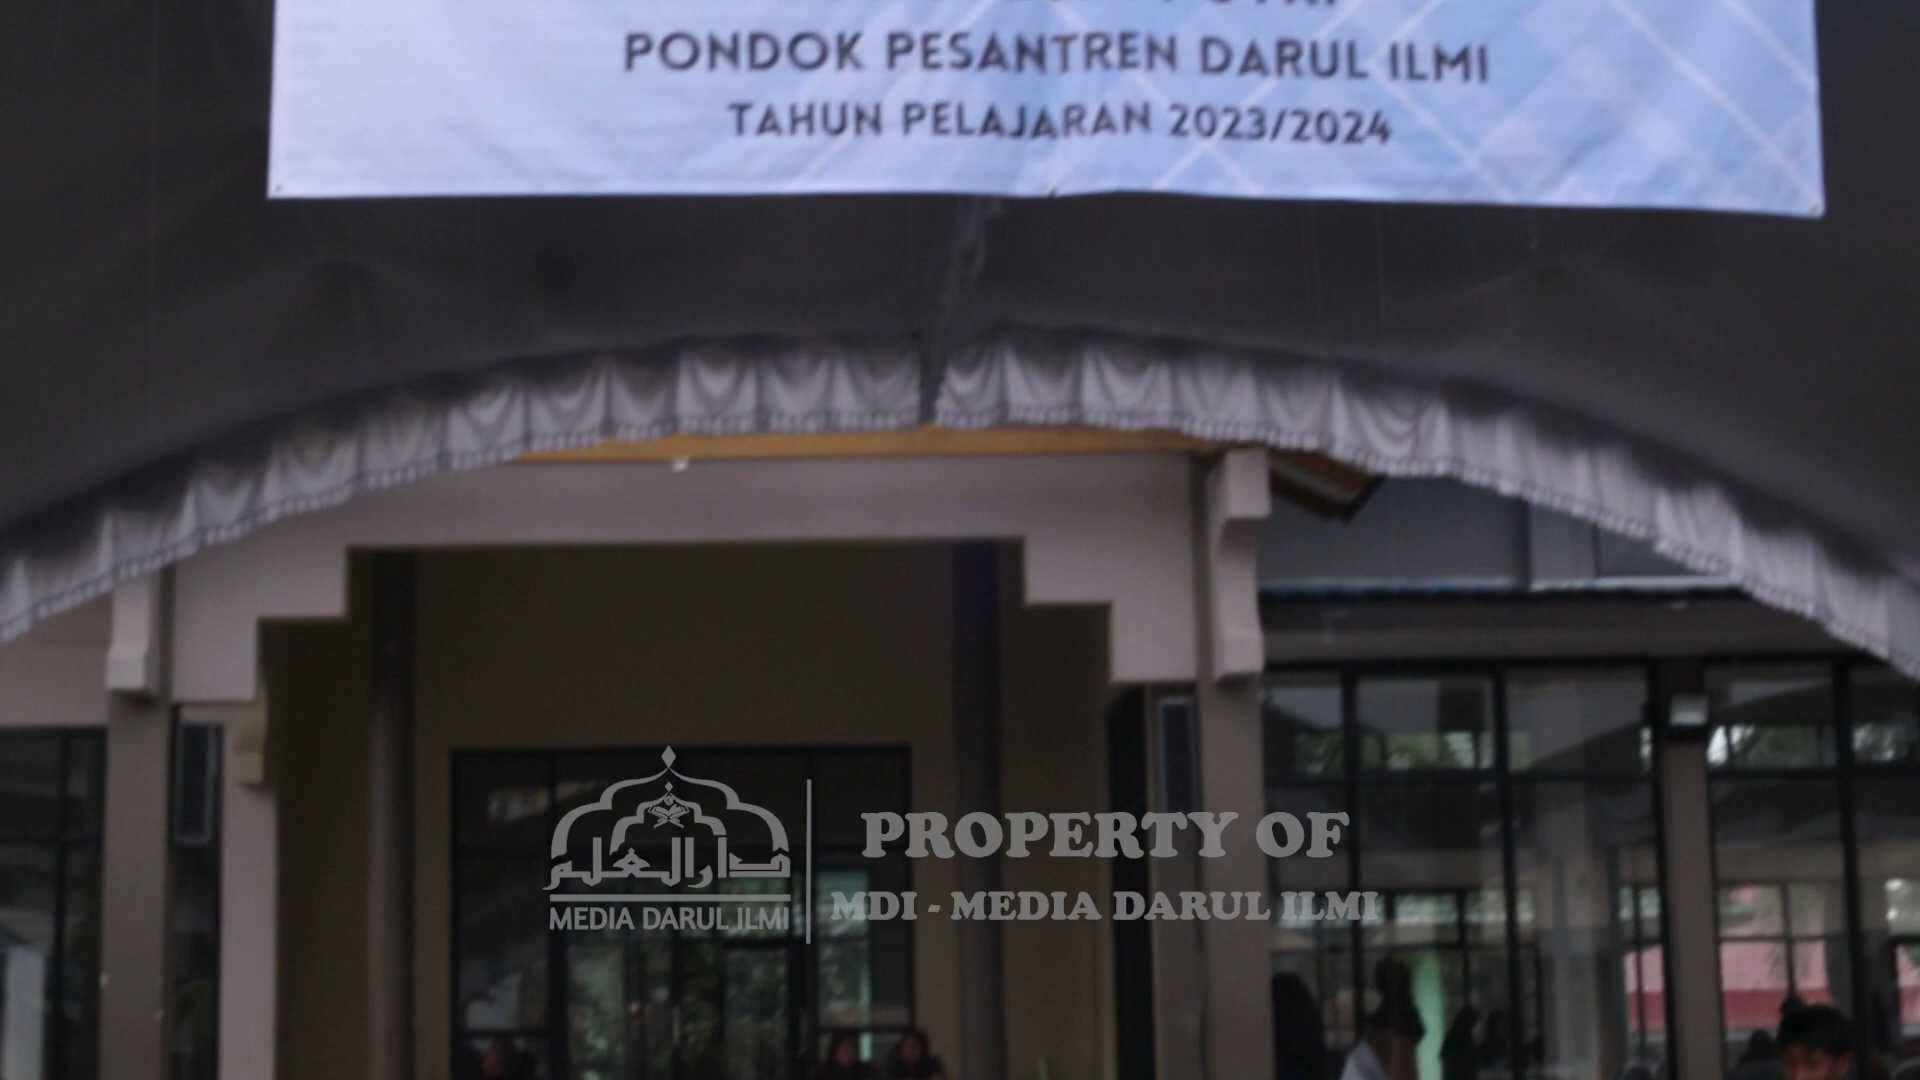 PONDOK PESANTREN DARUL ILMI
TAHUN PELAJARAN 2023/2024
دار العلم
MEDIA DARUL ILMI
PROPERTY OF
MDI - MEDIA DARUL ILMI